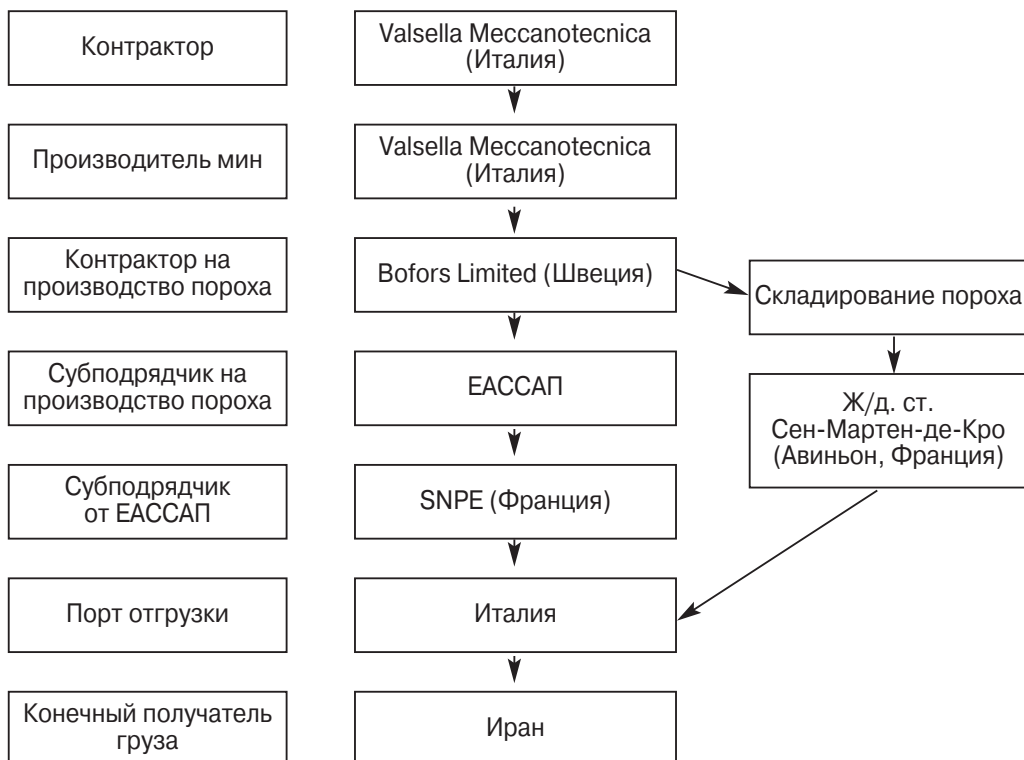 Контрактор
Valsella Meccanotecnica
(Италия)
Производитель мин
Valsella Meccanotecnica
(Италия)
Контрактор на
производство пороха
Bofors Limited (Швеция)
Складирование пороха
Субподрядчик на
производство пороха
ЕАССАП
Ж/д. ст.
Сен-Мартен-де-Кро
(Авиньон, Франция)
Субподрядчик
от ЕАССАП
SNPE (Франция)
Порт отгрузки
Италия
Конечный получатель
груза
Иран